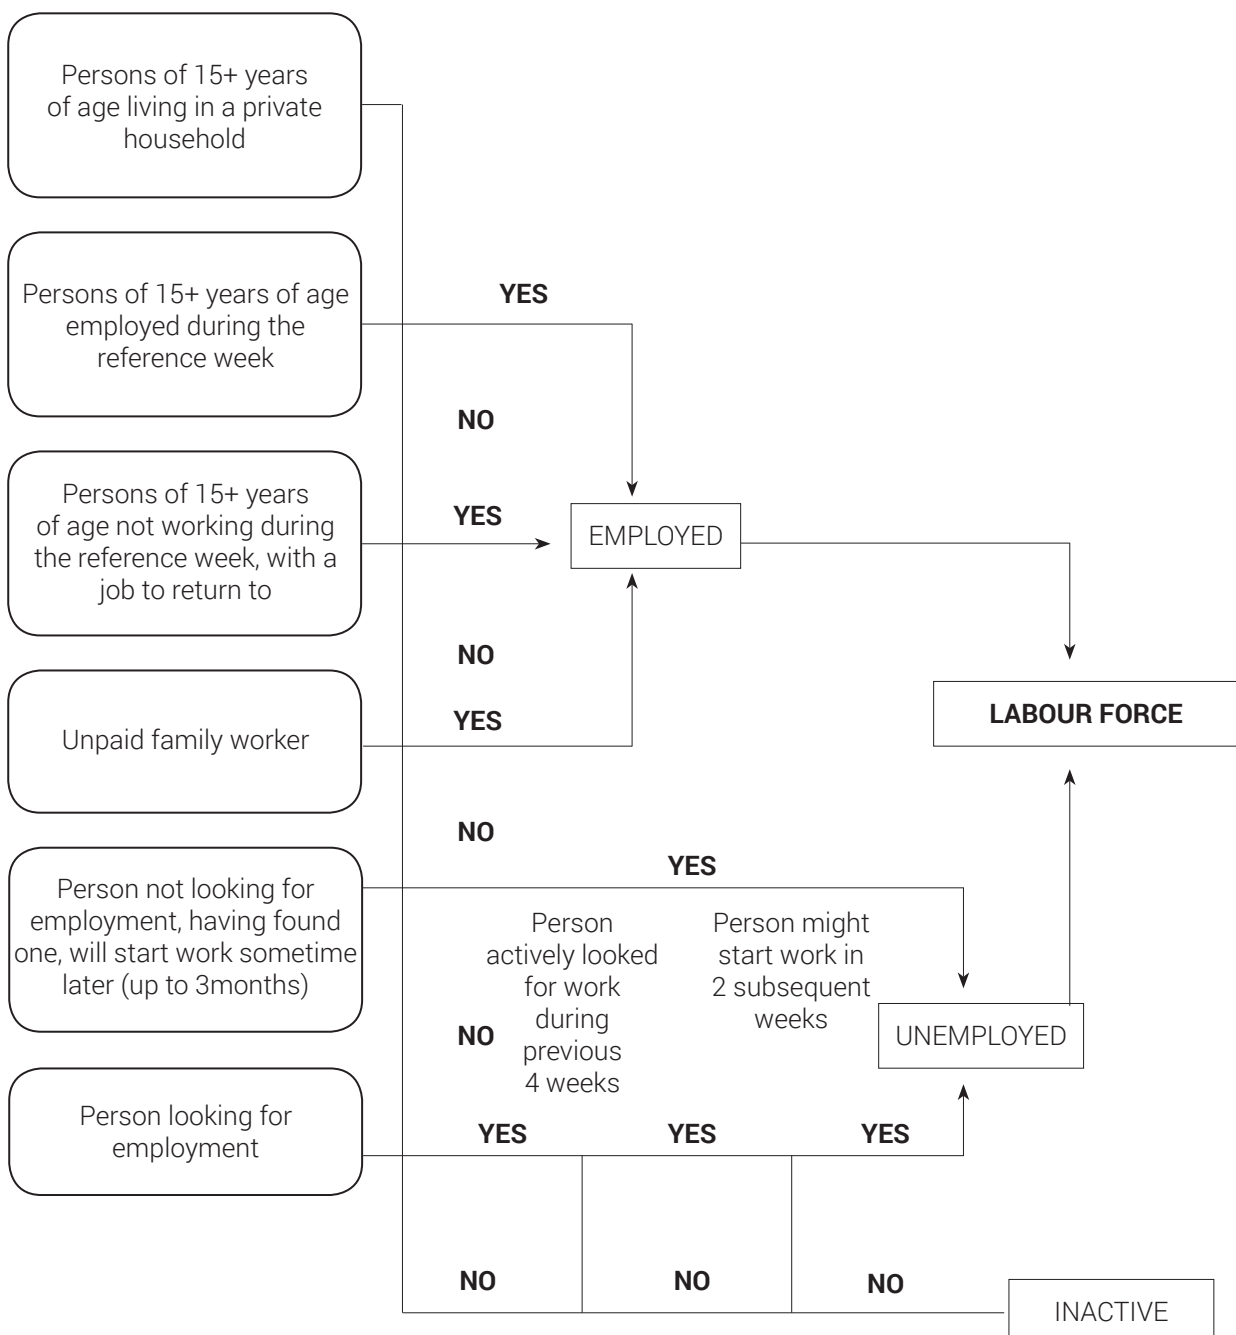 Persons of 15+ years
of age living in a private
household
Persons of 15+ years of age
employed during the
reference week
YES
NO
Persons of 15+ years
of age not working during
the reference week, with a
job to return to
YES
EMPLOYED
NO
Unpaid family worker
YES
LABOUR FORCE
NO
Person not looking for
employment, having found
one, will start work sometime
later (up to 3months)
YES
Person
actively looked
for work
during
previous
4 weeks
Person might
start work in
2 subsequent
weeks
NO
UNEMPLOYED
Person looking for
employment
YES
YES
YES
NO
NO
NO
INACTIVE